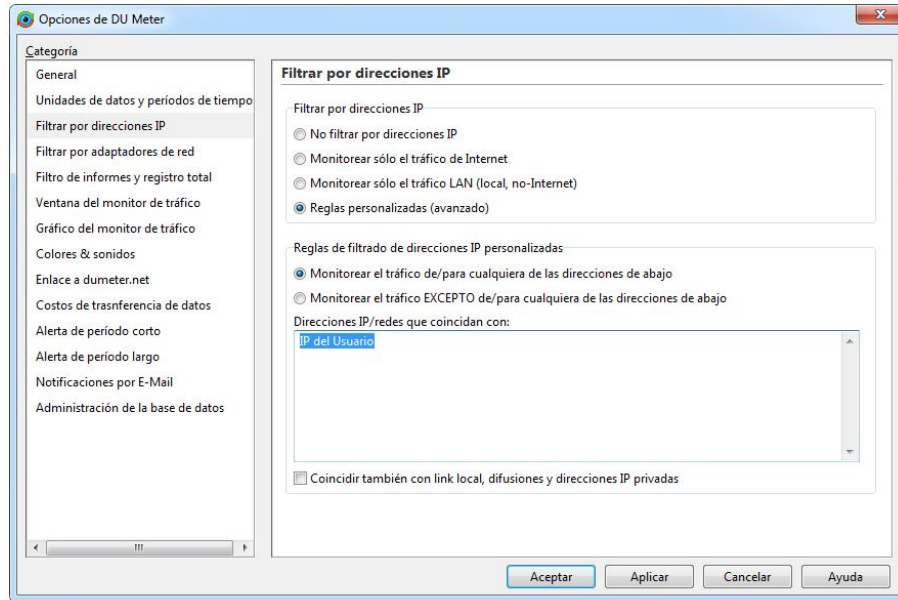 Opciones de DU Meter
Categoría
General
Unidades de datos y períodos de tiempo
Filtrar por direcciones IP
Filtrar por adaptadores de red
Filtro de informes y registro total
Ventana del monitor de tráfico
Gráfico del monitor de tráfico
Colores & sonidos
Enlace a dumeter.net
Costos de trasnferencia de datos
Alerta de período corto
Alerta de período largo
Notificaciones por E-Mail
Administración de la base de datos
Filtrar por direcciones IP
Filtrar por direcciones IP
No filtrar por direcciones IP
Monitorear sólo el tráfico de Internet
Monitorear sólo el tráfico LAN (local, no-Internet)
Reglas personalizadas (avanzado)
Reglas de filtrado de direcciones IP personalizadas
Monitorear el tráfico de/para cualquiera de las direcciones de abajo
Monitorear el tráfico EXCEPTO de/para cualquiera de las direcciones de abajo
Direcciones IP/redes que coincidan con:
IP del Usuario
Coincidir también con link local, difusiones y direcciones IP privadas
Aceptar
Aplicar
Cancelar
Ayuda